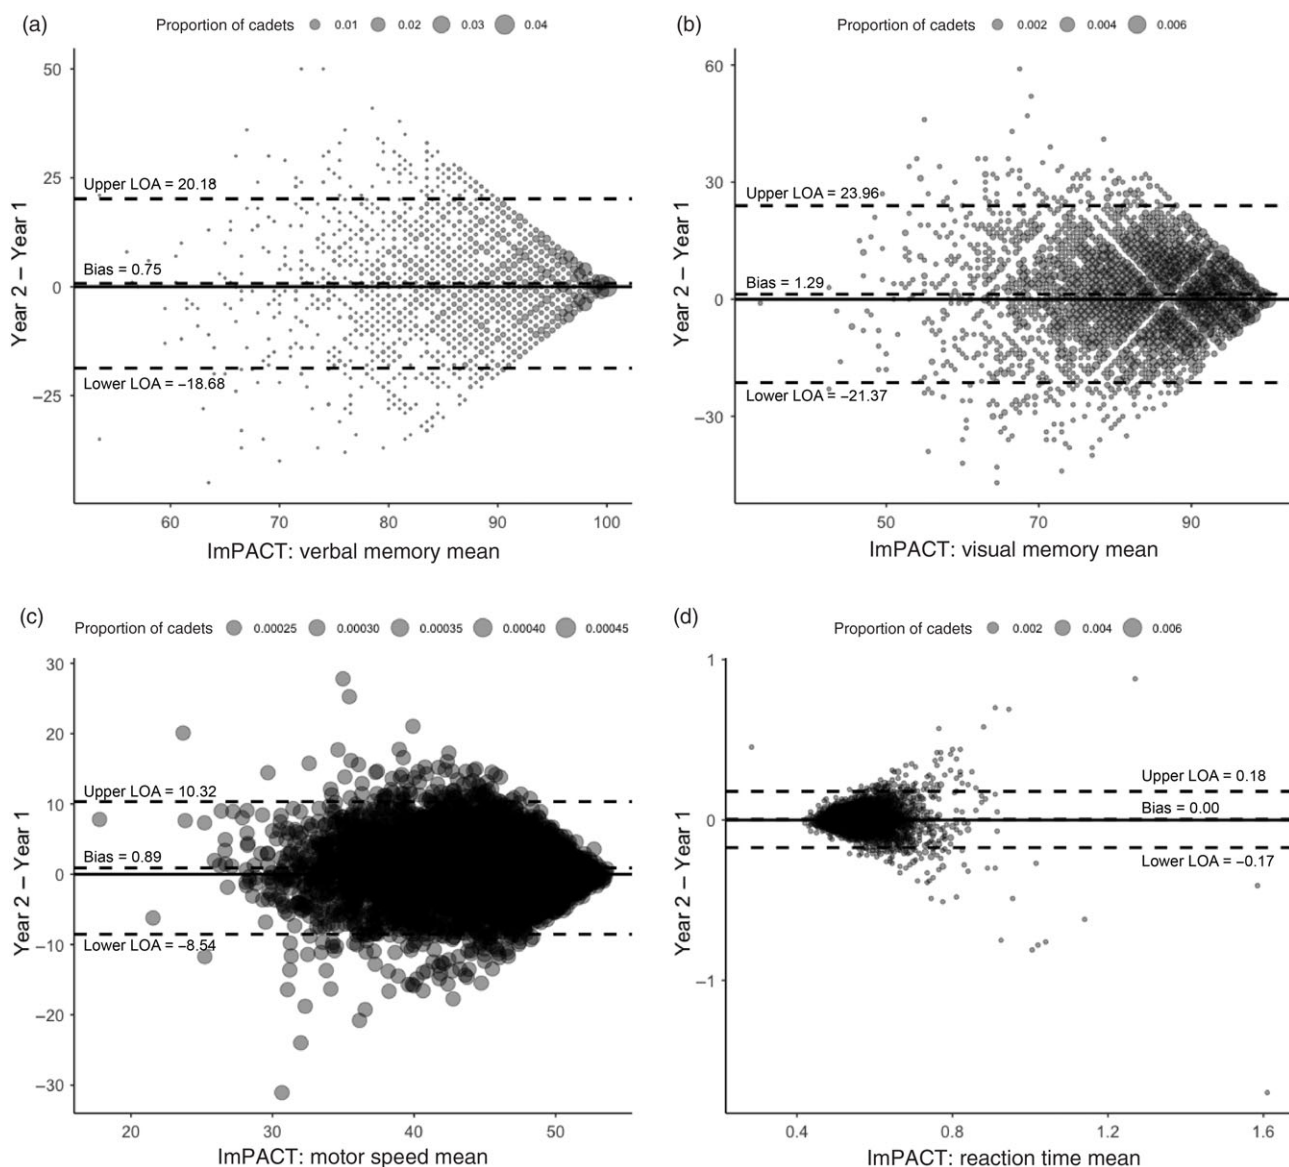 (a)
Proportion of cadets 0.01 0.02 0.03 0.04
50
25
0
−25
Year 2 – Year 1
Upper LOA = 20.18
Bias = 0.75
Lower LOA = −18.68
60 70 80 90 100
ImPACT: verbal memory mean
(b)
Proportion of cadets 0.002 0.004 0.006
60
30
0
−30
Year 2 – Year 1
Upper LOA = 23.96
Bias = 1.29
Lower LOA = −21.37
50 70 90
ImPACT: visual memory mean
(c)
Proportion of cadets 0.00025 0.00030 0.00035 0.00040 0.00045
30
20
10
0
−10
−20
−30
Year 2 – Year 1
Upper LOA = 10.32
Bias = 0.89
Lower LOA = −8.54
20 30 40 50
ImPACT: motor speed mean
(d)
Proportion of cadets 0.002 0.004 0.006
1
0
−1
Year 2 – Year 1
Upper LOA = 0.18
Bias = 0.00
Lower LOA = −0.17
0.4 0.8 1.2 1.6
ImPACT: reaction time mean